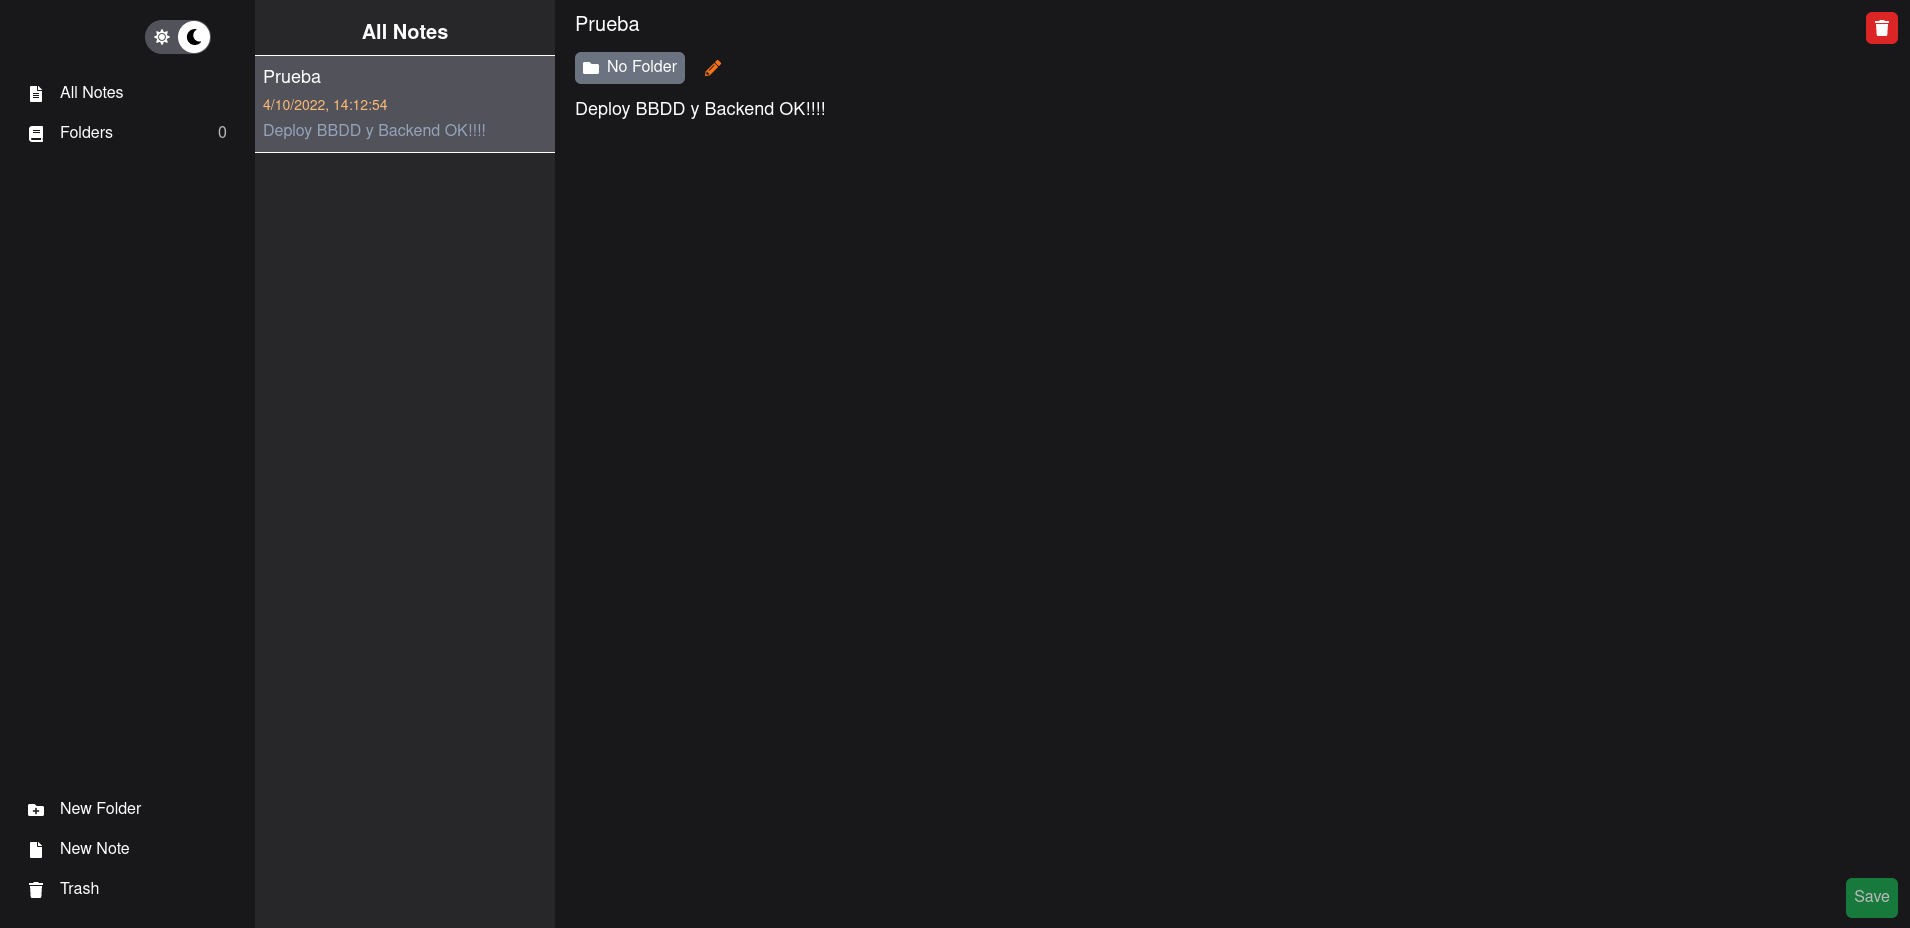 All Notes
Folders 0
New Folder
New Note
Trash
All Notes
Prueba
4/10/2022, 14:12:54
Deploy BBDD y Backend OK!!!!
Prueba
No Folder
Deploy BBDD y Backend OK!!!!
Save